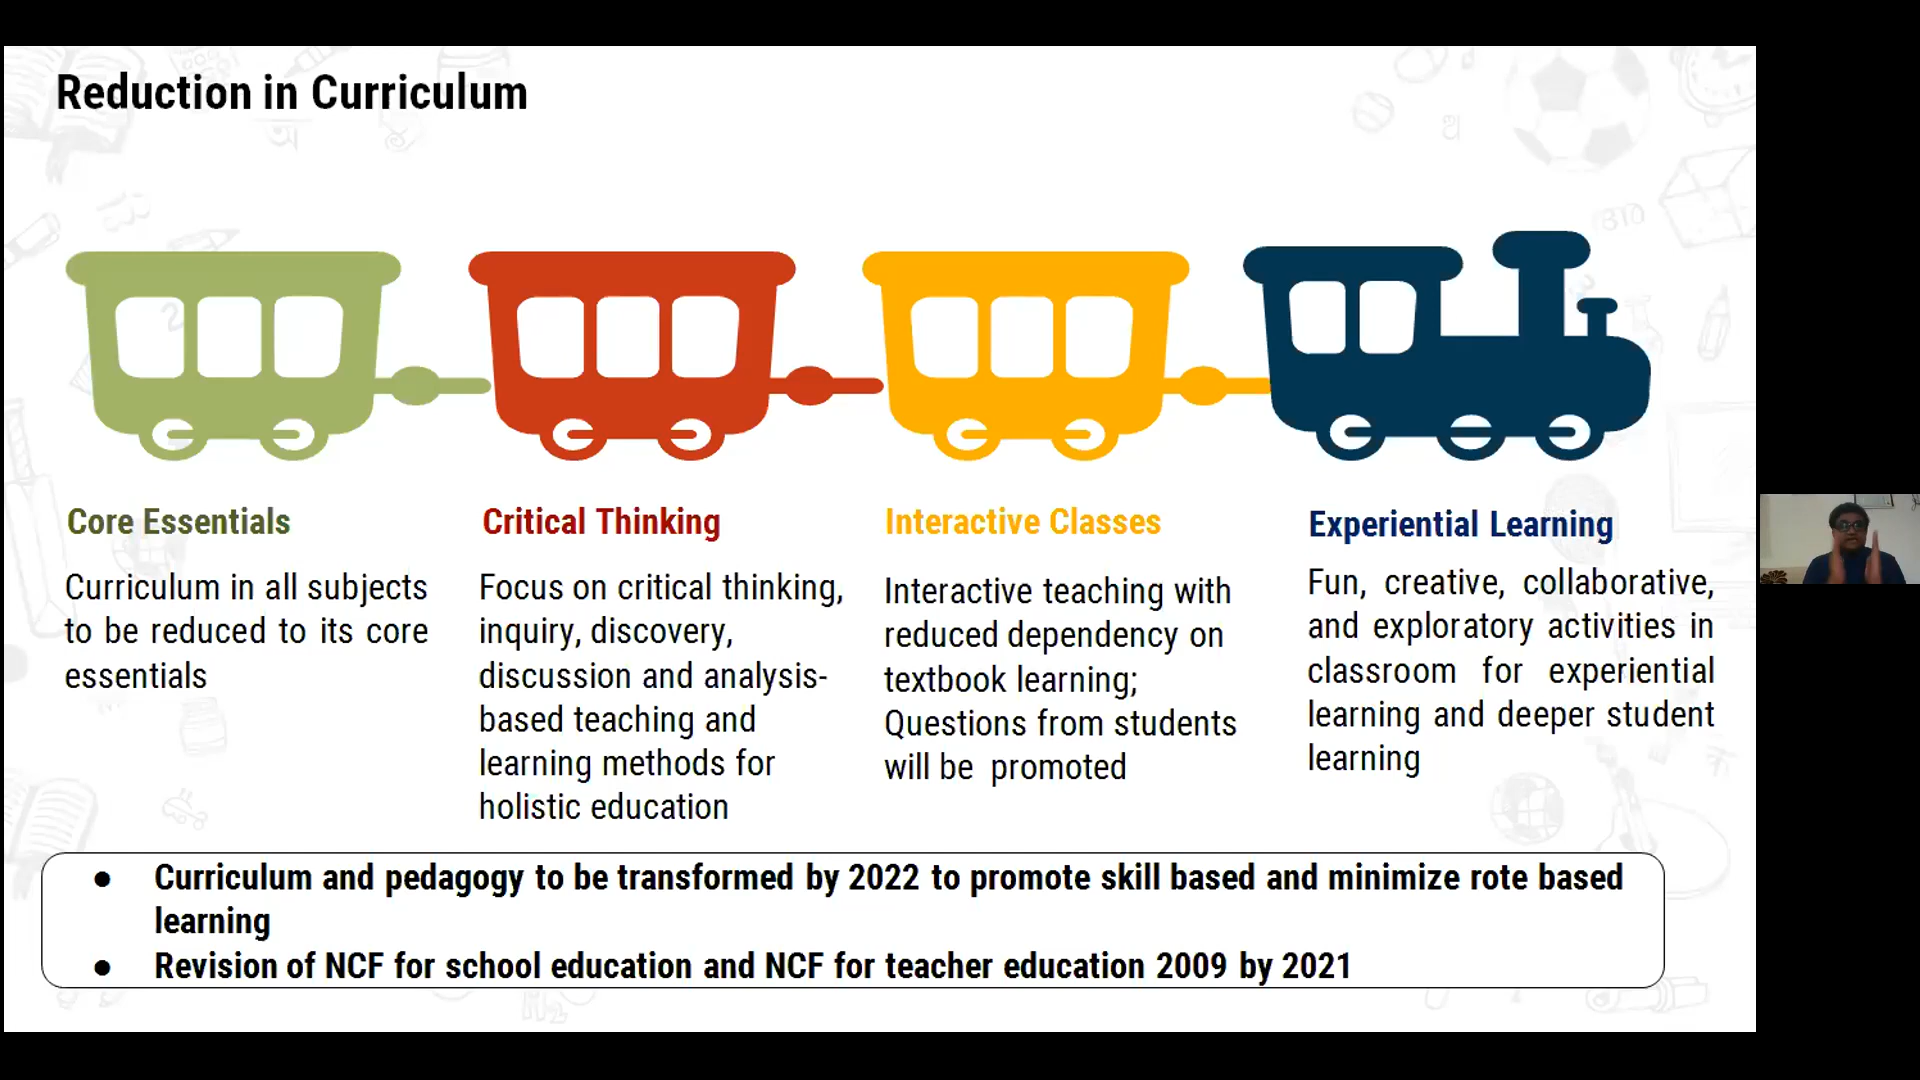 Reduction in Curriculum
Core Essentials
Curriculum in all subjects
to be reduced to its core
essentials
Critical Thinking
Focus on critical thinking,
inquiry, discovery,
discussion and analysis-
based teaching and
learning methods for
holistic education
Interactive Classes
Interactive teaching with
reduced dependency on
textbook learning;
Questions from students
will be promoted
Experiential Learning
Fun, creative, collaborative,
and exploratory activities in
classroom for experiential
learning and deeper student
learning
● Curriculum and pedagogy to be transformed by 2022 to promote skill based and minimize rote based
learning
● Revision of NCF for school education and NCF for teacher education 2009 by 2021